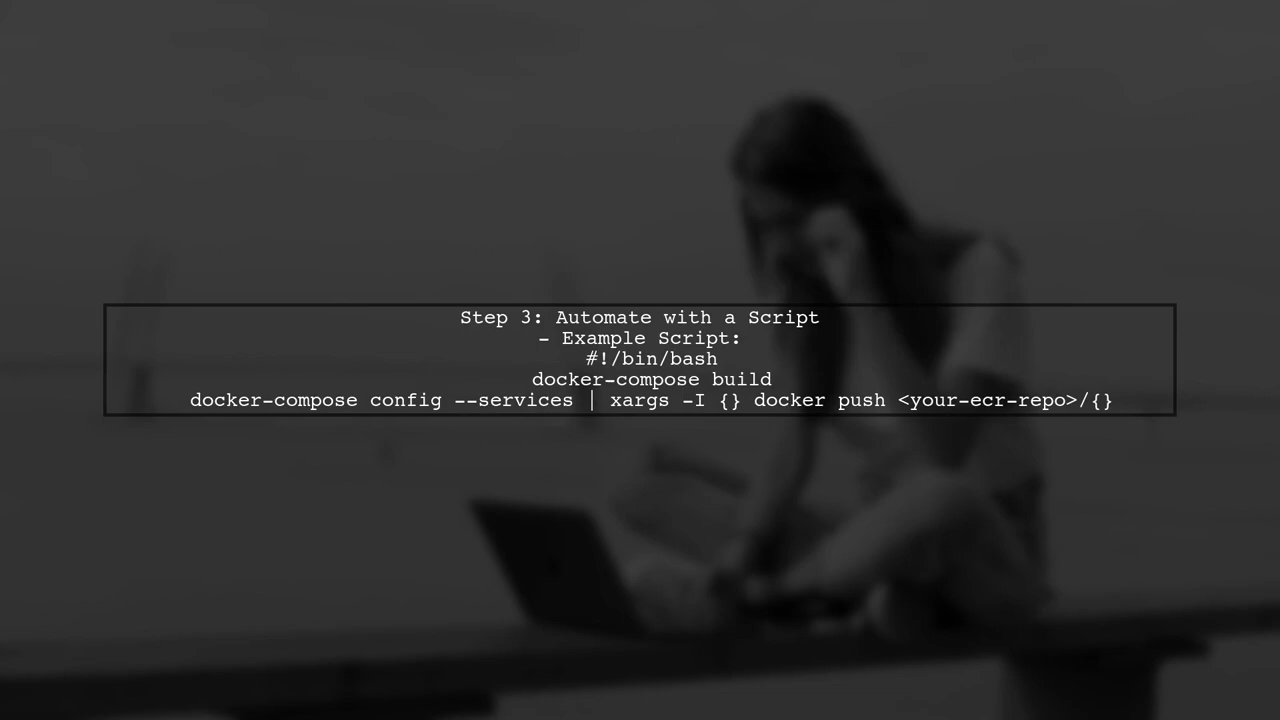 Step 3: Automate with a Script
- Example Script:
#!/bin/bash
docker-compose build
docker-compose config --services | xargs -I {} docker push <your-ecr-repo>/{}